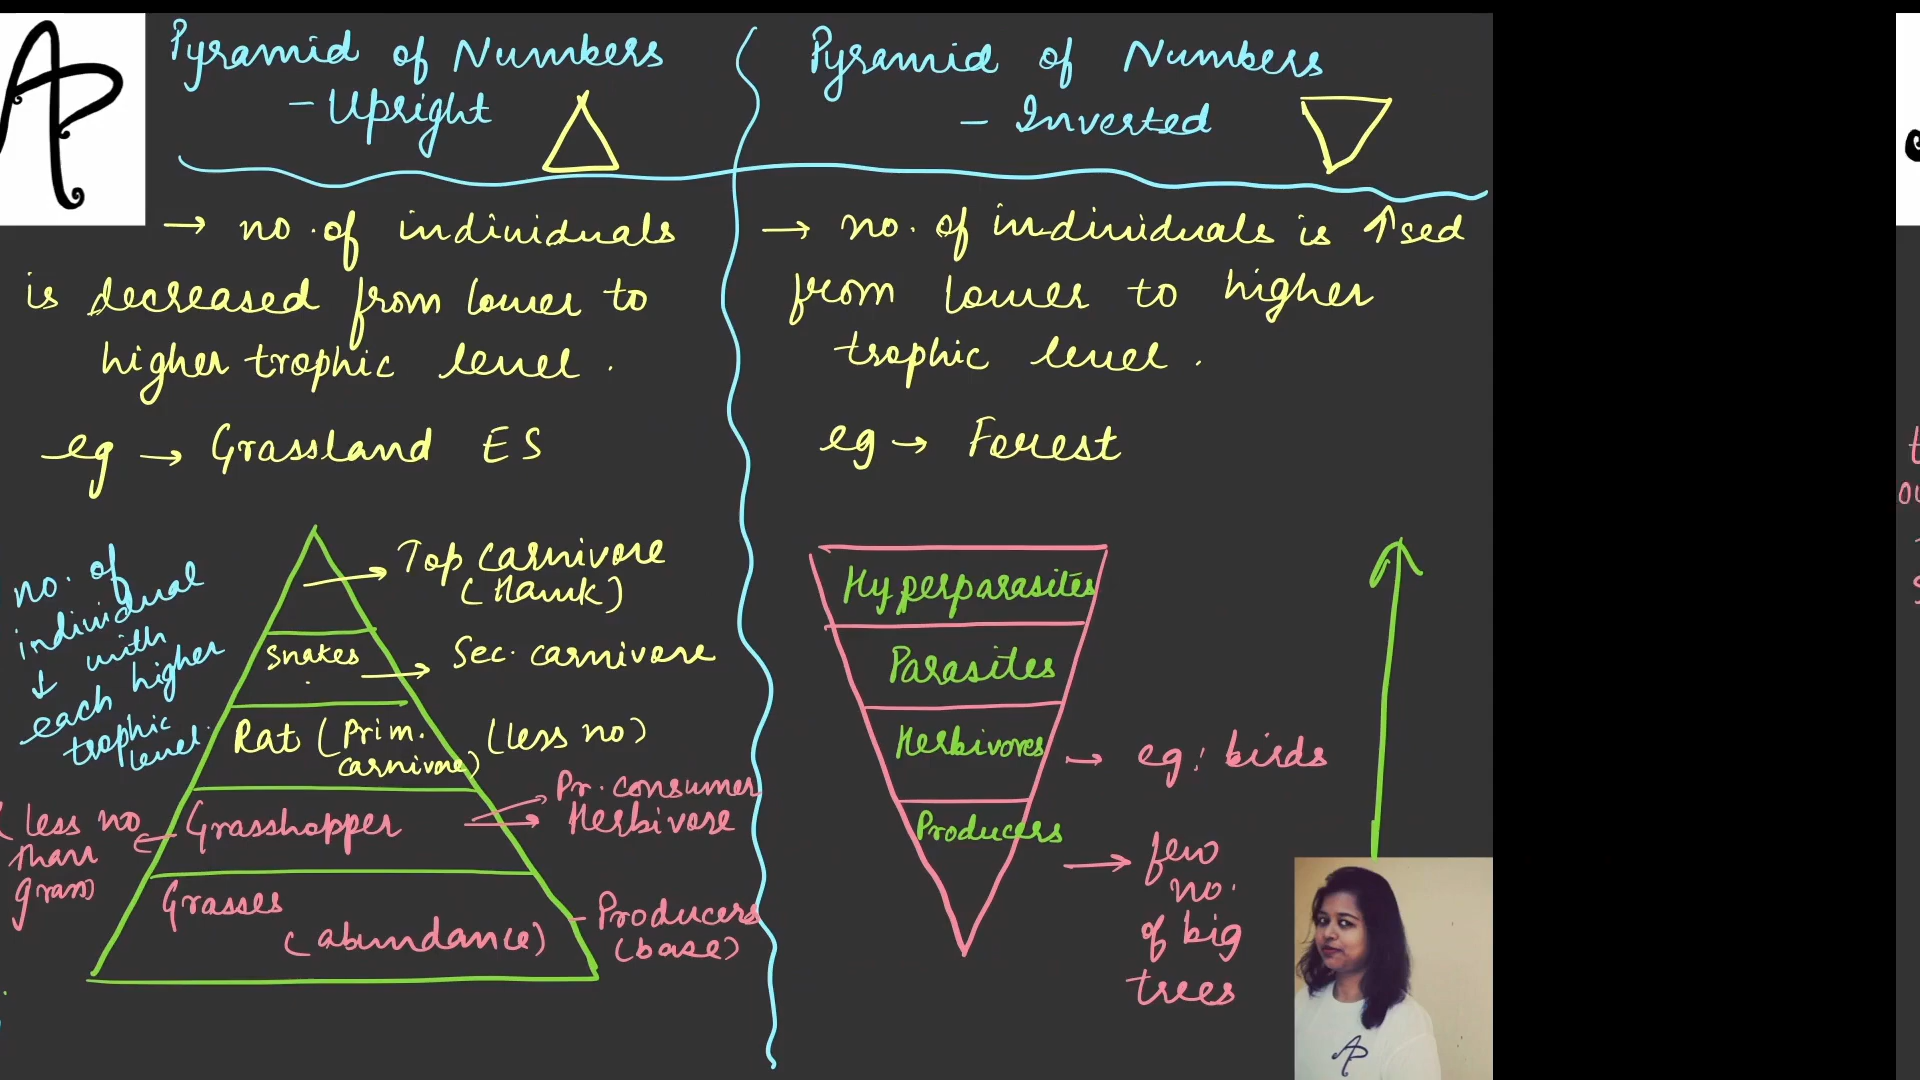 AP
Pyramid of Numbers
- Upright
→ no. of individuals
is decreased from lower to
higher trophic level.
eg → Grassland ES
no. of
individual
↓ with
each higher
trophic
level.
Top Carnivore
(Hawk)
Snakes
Sec. carnivore
Rat (Prim.
carnivore)
(less no)
Grasshopper
Pr. consumer
Herbivore
(less no
than
grass)
Grasses
(abundance)
Producers
(base)
Pyramid of Numbers
- Inverted
→ no. of individuals is ↑sed
from lower to higher
trophic level.
eg → Forest
Hyperparasites
Parasites
Herbivores
→ eg: birds
Producers
→ few
no.
of big
trees
AP